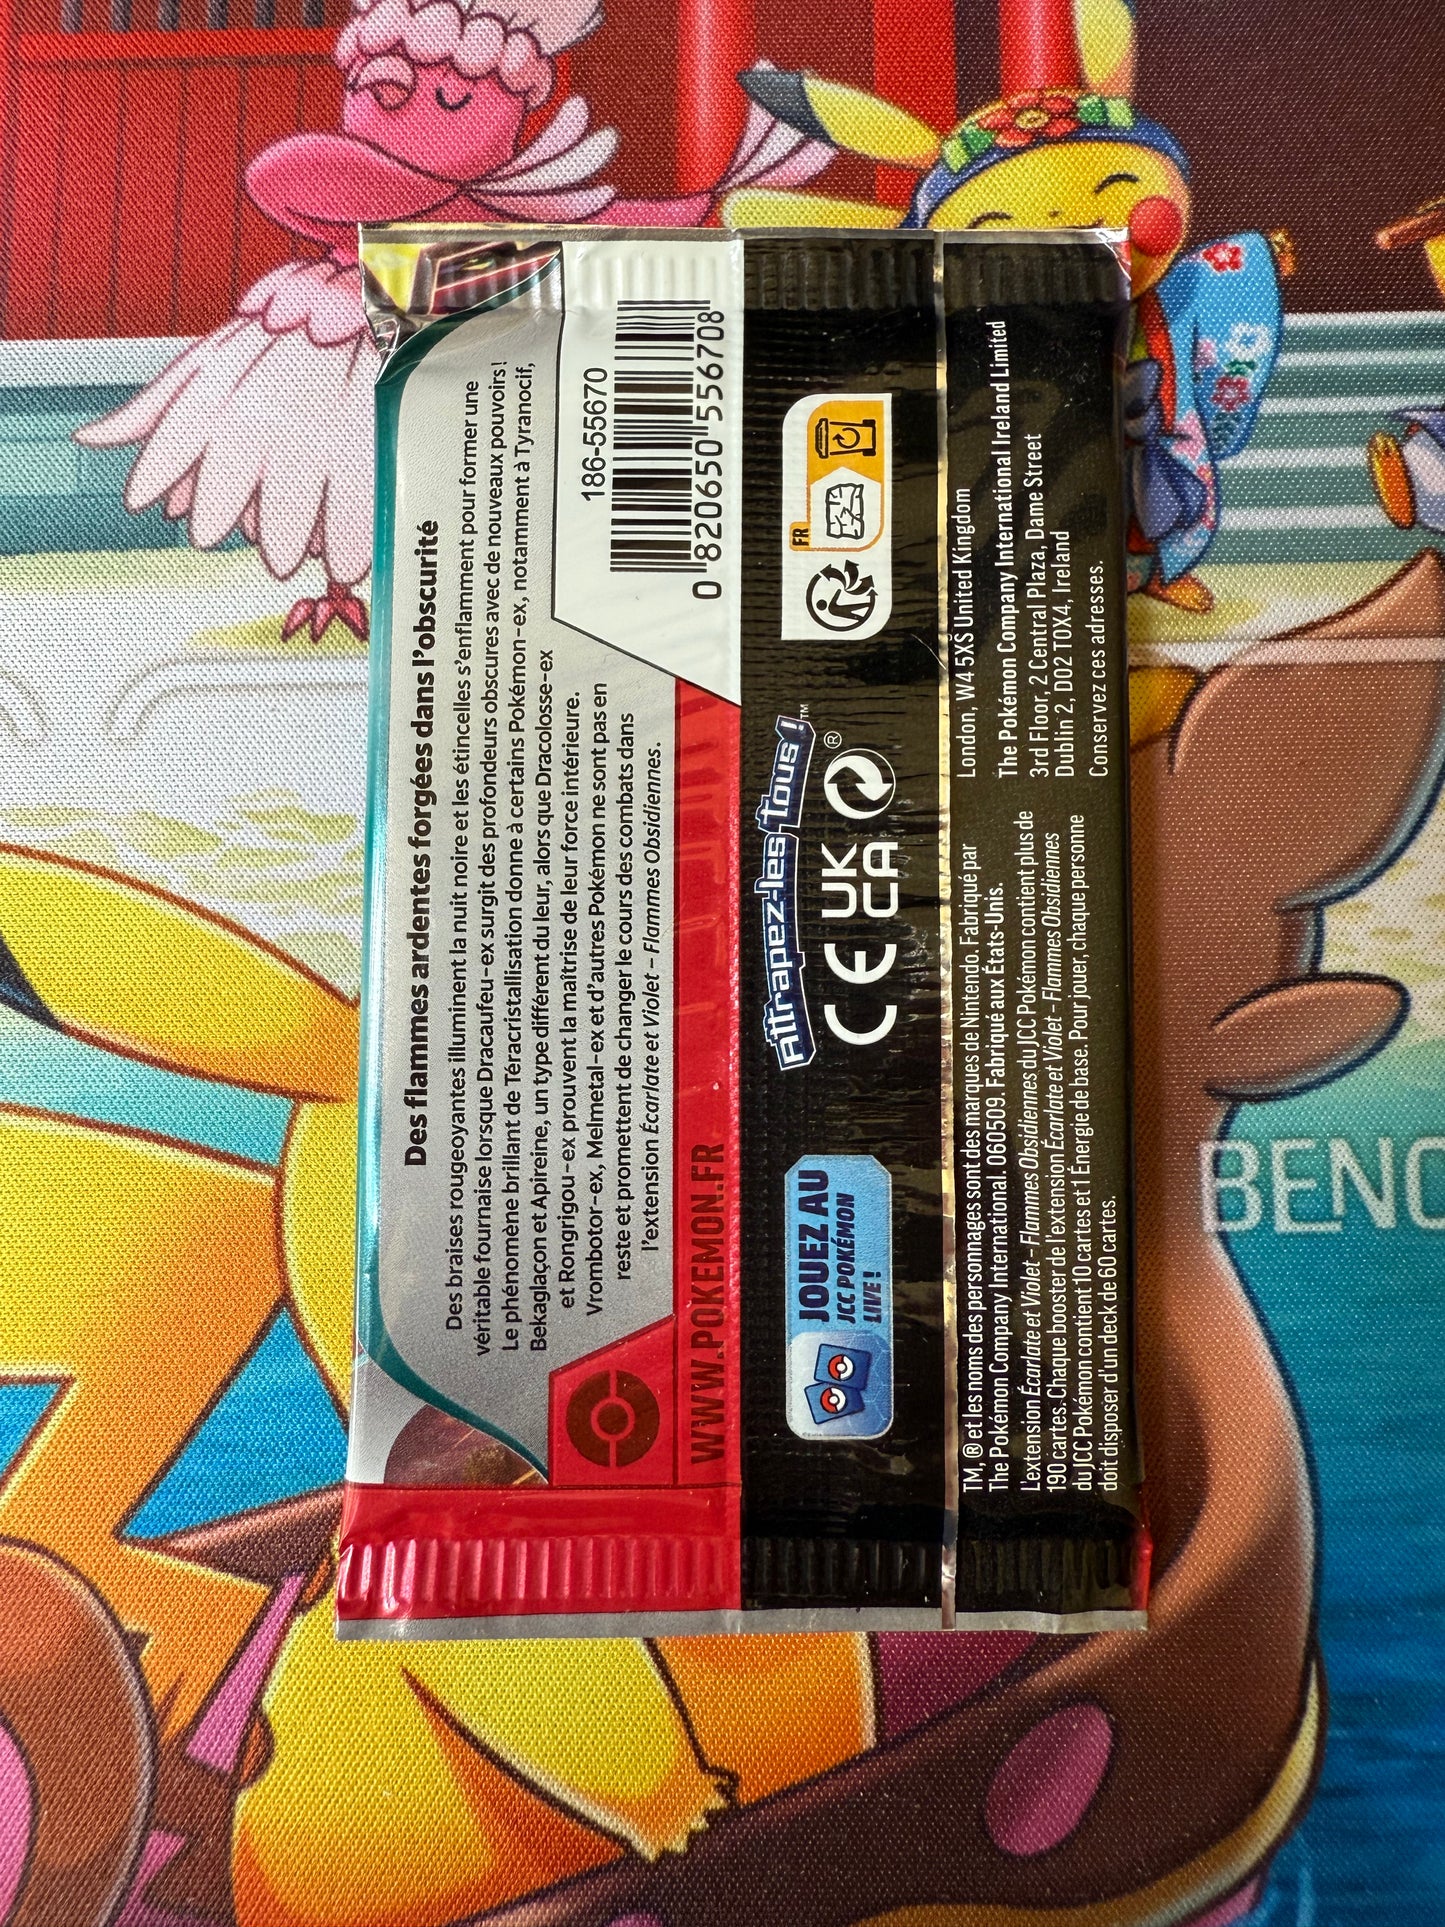 Des flammes ardentes forgées dans l'obscurité
Des braises rougeoyantes illuminent la nuit noire et les étincelles s'enflamment pour former une
véritable fournaise lorsque Dracaufeu-ex surgit des profondeurs obscures avec de nouveaux pouvoirs !
Le phénomène brillant de Téracristallisation donne à certains Pokémon-ex, notamment à Tyranocif,
Bekaglaçon et Apireine, un type différent du leur, alors que Dracolosse-ex
et Rongrigou-ex prouvent la maîtrise de leur force intérieure.
Vrombotor-ex, Melmetal-ex et d'autres Pokémon ne sont pas en
reste et promettent de changer le cours des combats dans
l'extension Écarlate et Violet – Flammes Obsidiennes.
186-55670
0 820650 556708
WWW.POKEMON.FR
JOUEZ AU
JCC POKÉMON
LIVE !
Attrapez-les tous !™
CE UK
CA
®
FR
TM, ® et les noms des personnages sont des marques de Nintendo. Fabriqué par
The Pokémon Company International. 060509. Fabriqué aux États-Unis.
L'extension Écarlate et Violet – Flammes Obsidiennes du JCC Pokémon contient plus de
190 cartes. Chaque booster de l'extension Écarlate et Violet – Flammes Obsidiennes
du JCC Pokémon contient 10 cartes et 1 Énergie de base. Pour jouer, chaque personne
doit disposer d'un deck de 60 cartes.
London, W4 5XS United Kingdom
The Pokémon Company International Ireland Limited
3rd Floor, 2 Central Plaza, Dame Street
Dublin 2, D02 T0X4, Ireland
Conservez ces adresses.
BENG